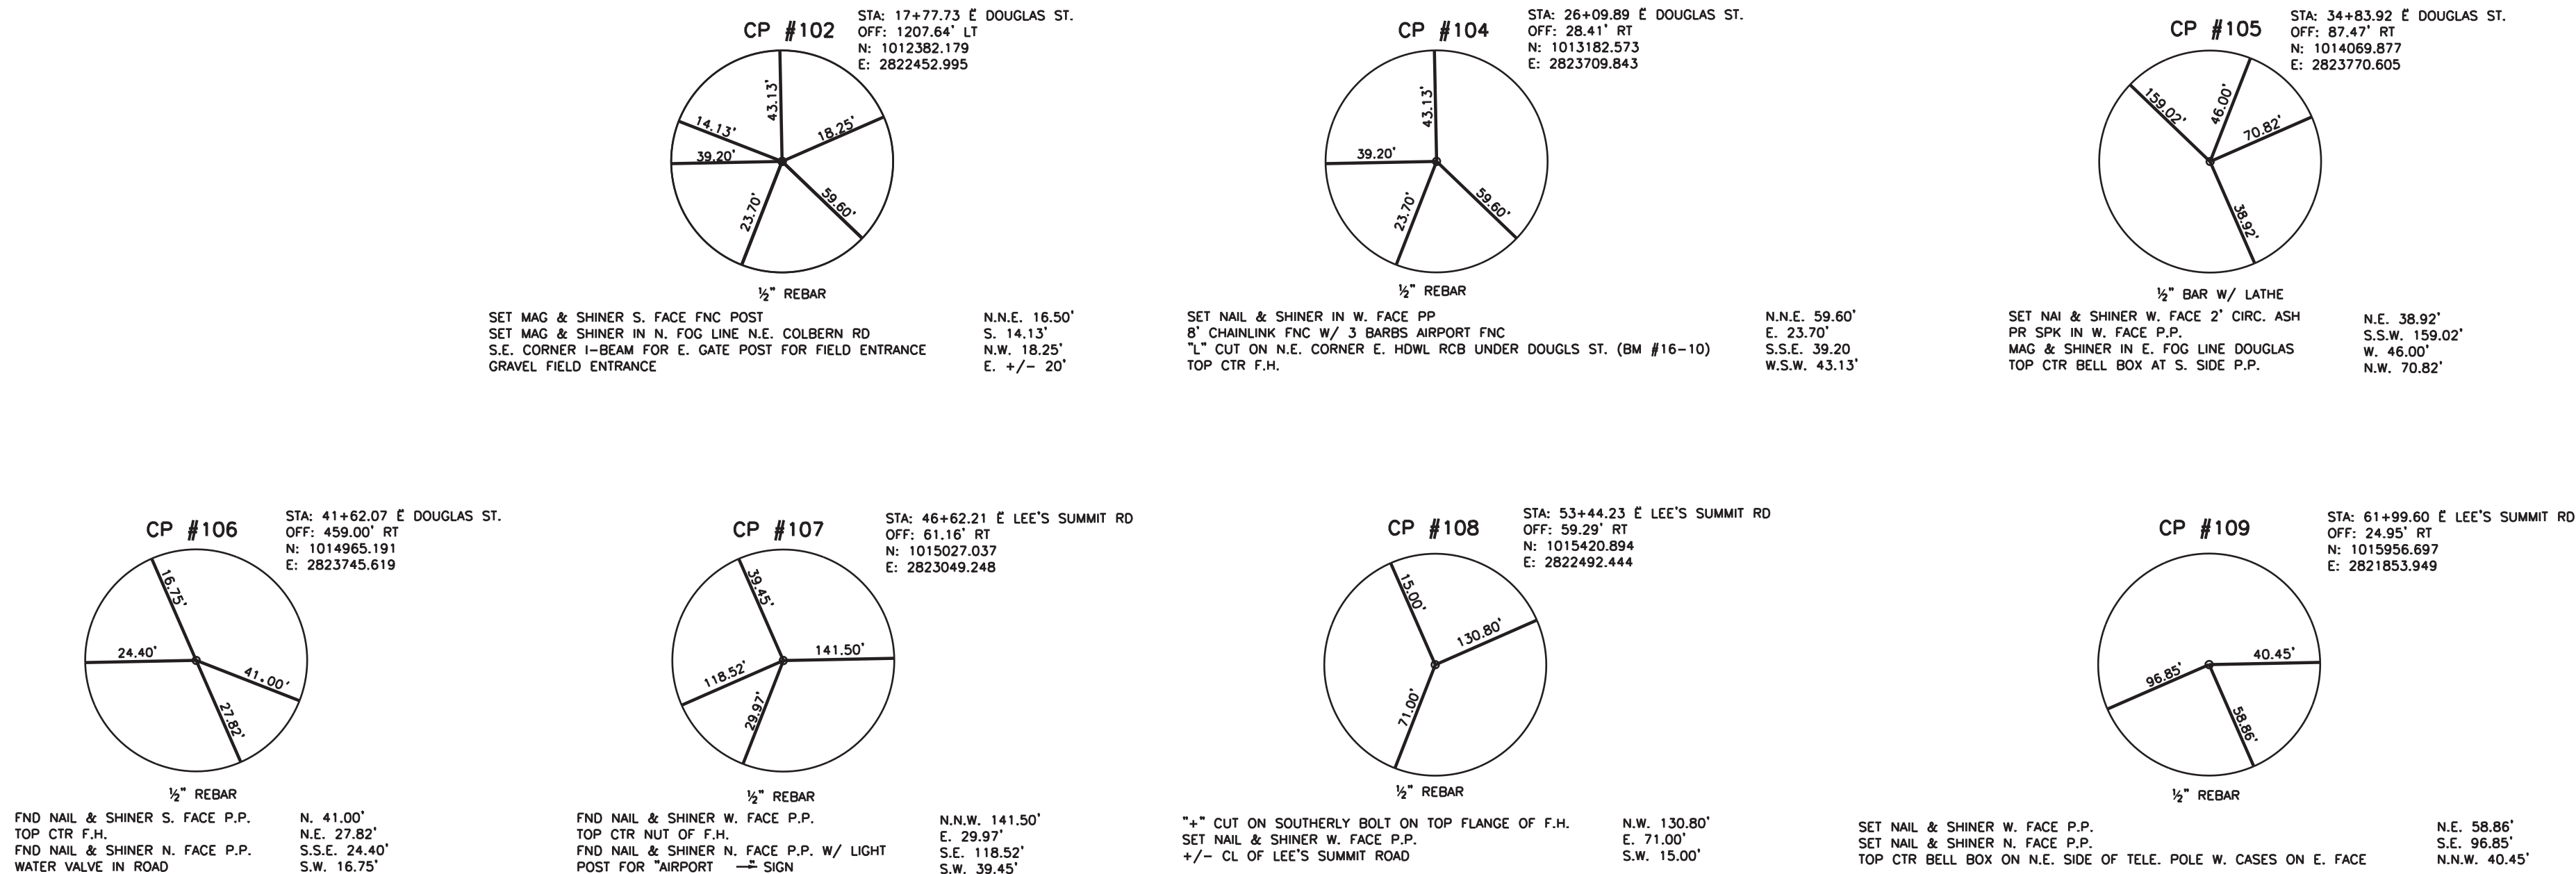 CP #102
STA: 17+77.73 Ë DOUGLAS ST.
OFF: 1207.64' LT
N: 1012382.179
E: 2822452.995
43.13'
14.13'
18.25'
39.20'
59.60'
23.70'
½" REBAR
SET MAG & SHINER S. FACE FNC POST N.N.E. 16.50'
SET MAG & SHINER IN N. FOG LINE N.E. COLBERN RD S. 14.13'
S.E. CORNER I-BEAM FOR E. GATE POST FOR FIELD ENTRANCE N.W. 18.25'
GRAVEL FIELD ENTRANCE E. +/- 20'
CP #104
STA: 26+09.89 Ë DOUGLAS ST.
OFF: 28.41' RT
N: 1013182.573
E: 2823709.843
43.13'
39.20'
59.60'
23.70'
½" REBAR
SET NAIL & SHINER IN W. FACE PP N.N.E. 59.60'
8' CHAINLINK FNC W/ 3 BARBS AIRPORT FNC E. 23.70'
"L" CUT ON N.E. CORNER E. HDWL RCB UNDER DOUGLS ST. (BM #16-10) S.S.E. 39.20
TOP CTR F.H. W.S.W. 43.13'
CP #105
STA: 34+83.92 Ë DOUGLAS ST.
OFF: 87.47' RT
N: 1014069.877
E: 2823770.605
159.02'
46.00'
70.82'
38.92'
½" BAR W/ LATHE
SET NAI & SHINER W. FACE 2' CIRC. ASH N.E. 38.92'
PR SPK IN W. FACE P.P. S.S.W. 159.02'
MAG & SHINER IN E. FOG LINE DOUGLAS W. 46.00'
TOP CTR BELL BOX AT S. SIDE P.P. N.W. 70.82'
CP #106
STA: 41+62.07 Ë DOUGLAS ST.
OFF: 459.00' RT
N: 1014965.191
E: 2823745.619
16.75'
24.40'
41.00'
27.82'
½" REBAR
FND NAIL & SHINER S. FACE P.P. N. 41.00'
TOP CTR F.H. N.E. 27.82'
FND NAIL & SHINER N. FACE P.P. S.S.E. 24.40'
WATER VALVE IN ROAD S.W. 16.75'
CP #107
STA: 46+62.21 Ë LEE'S SUMMIT RD
OFF: 61.16' RT
N: 1015027.037
E: 2823049.248
39.45'
141.50'
118.52'
29.97'
½" REBAR
FND NAIL & SHINER W. FACE P.P. N.N.W. 141.50'
TOP CTR NUT OF F.H. E. 29.97'
FND NAIL & SHINER N. FACE P.P. W/ LIGHT S.E. 118.52'
POST FOR "AIRPORT →" SIGN S.W. 39.45'
CP #108
STA: 53+44.23 Ë LEE'S SUMMIT RD
OFF: 59.29' RT
N: 1015420.894
E: 2822492.444
15.00'
130.80'
71.00'
½" REBAR
"+" CUT ON SOUTHERLY BOLT ON TOP FLANGE OF F.H. N.W. 130.80'
SET NAIL & SHINER W. FACE P.P. E. 71.00'
+/- CL OF LEE'S SUMMIT ROAD S.W. 15.00'
CP #109
STA: 61+99.60 Ë LEE'S SUMMIT RD
OFF: 24.95' RT
N: 1015956.697
E: 2821853.949
40.45'
96.85'
58.86'
½" REBAR
SET NAIL & SHINER W. FACE P.P. N.E. 58.86'
SET NAIL & SHINER N. FACE P.P. S.E. 96.85'
TOP CTR BELL BOX ON N.E. SIDE OF TELE. POLE W. CASES ON E. FACE N.N.W. 40.45'